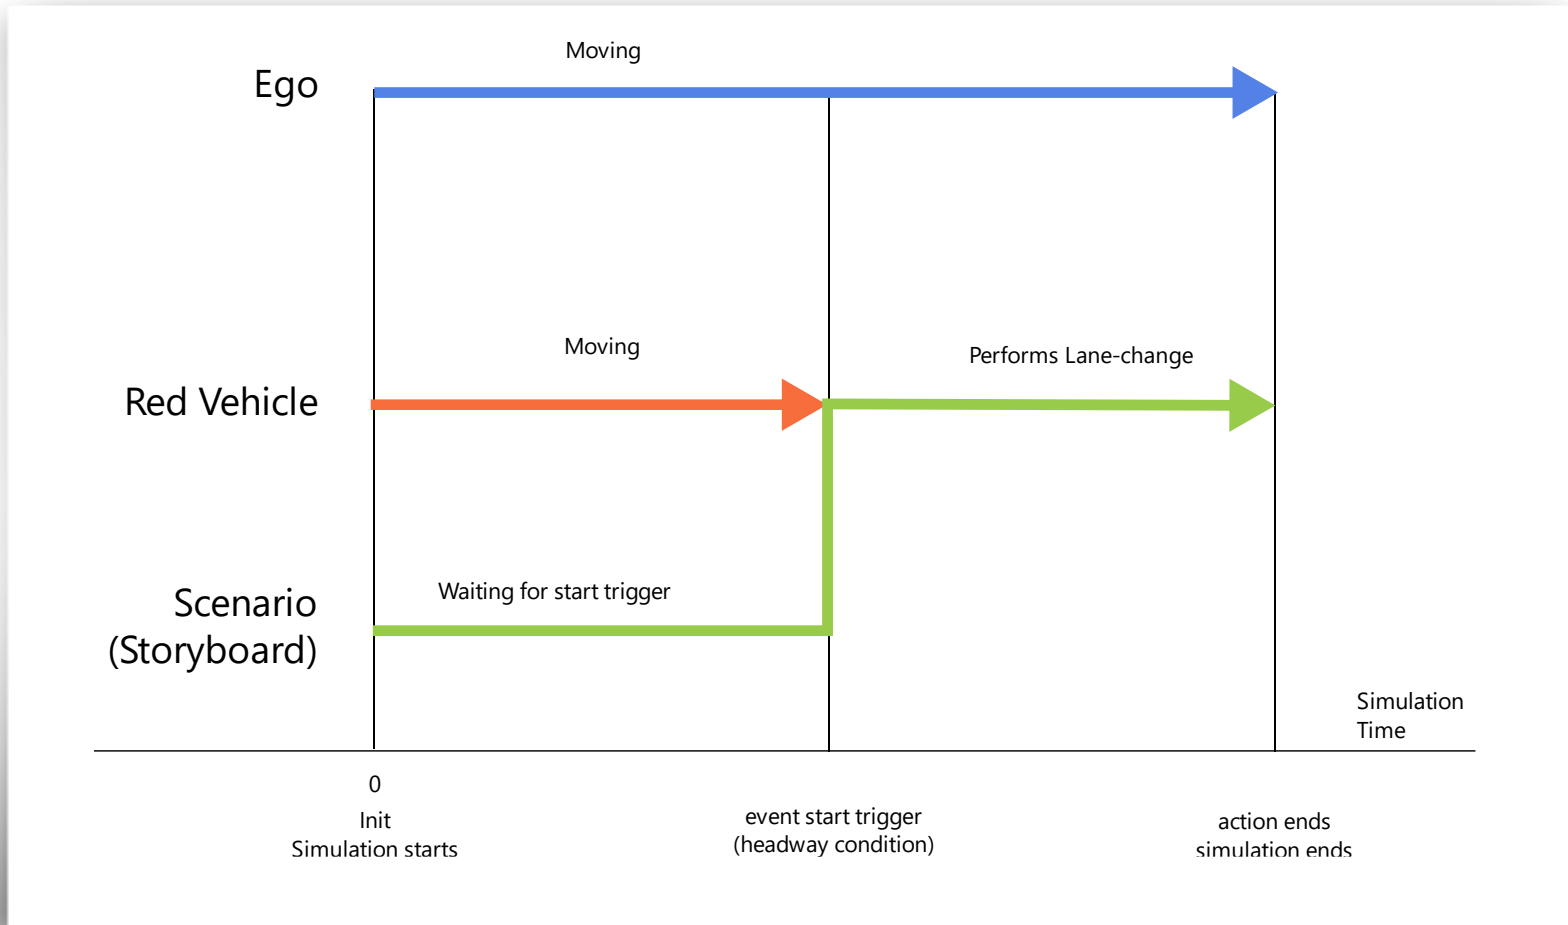 Moving
Ego
Moving
Performs Lane-change
Red Vehicle
Waiting for start trigger
Scenario
(Storyboard)
Simulation
Time
0
Init
Simulation starts
event start trigger
(headway condition)
action ends
simulation ends